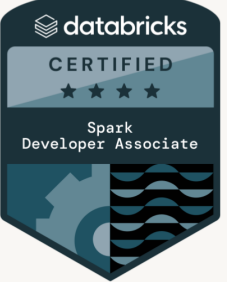 databricks
CERTIFIED
Spark
Developer Associate